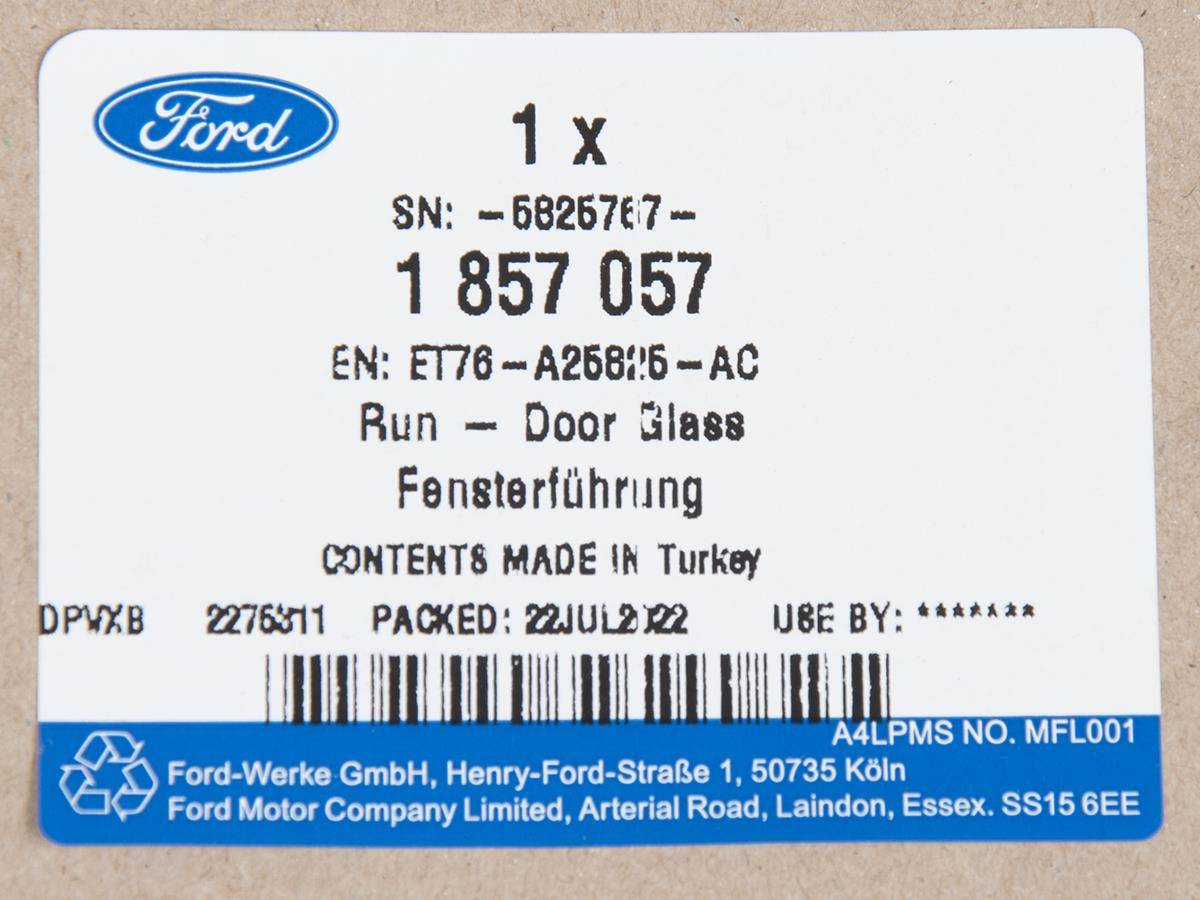 Ford
1 x
SN: -5825767-
1 857 057
EN: ET76-A25825-AC
Run - Door Glass
Fensterführung
CONTENTS MADE IN Turkey
DPWXB 2275311 PACKED: 22JUL2022 USE BY: *******
A4LPMS NO. MFL001
Ford-Werke GmbH, Henry-Ford-Straße 1, 50735 Köln
Ford Motor Company Limited, Arterial Road, Laindon, Essex. SS15 6EE